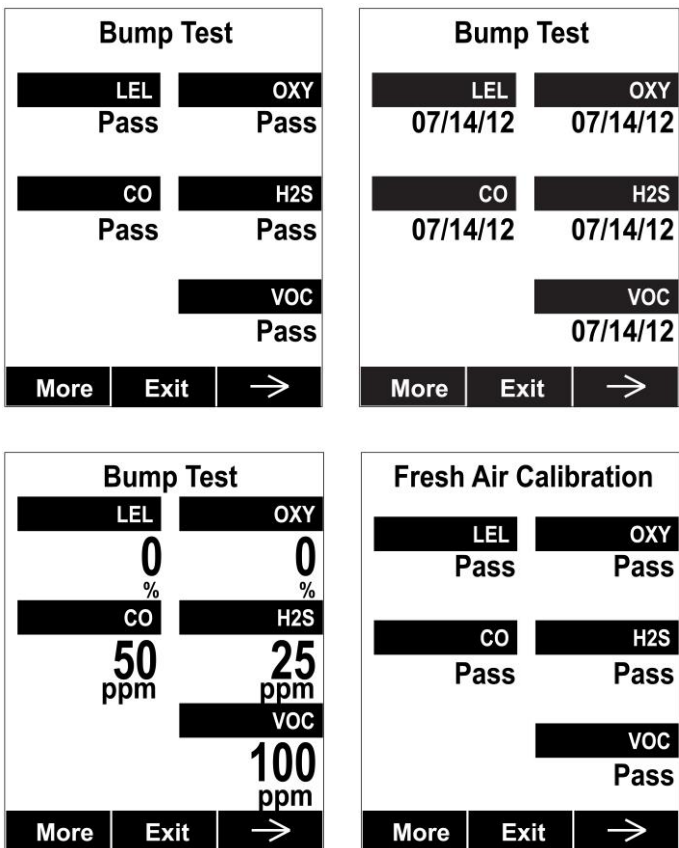 Bump Test
LEL OXY
Pass Pass
CO H2S
Pass Pass
VOC
Pass
More Exit →
Bump Test
LEL OXY
07/14/12 07/14/12
CO H2S
07/14/12 07/14/12
VOC
07/14/12
More Exit →
Bump Test
LEL OXY
0 0
% %
CO H2S
50 25
ppm ppm
VOC
100
ppm
More Exit →
Fresh Air Calibration
LEL OXY
Pass Pass
CO H2S
Pass Pass
VOC
Pass
More Exit →